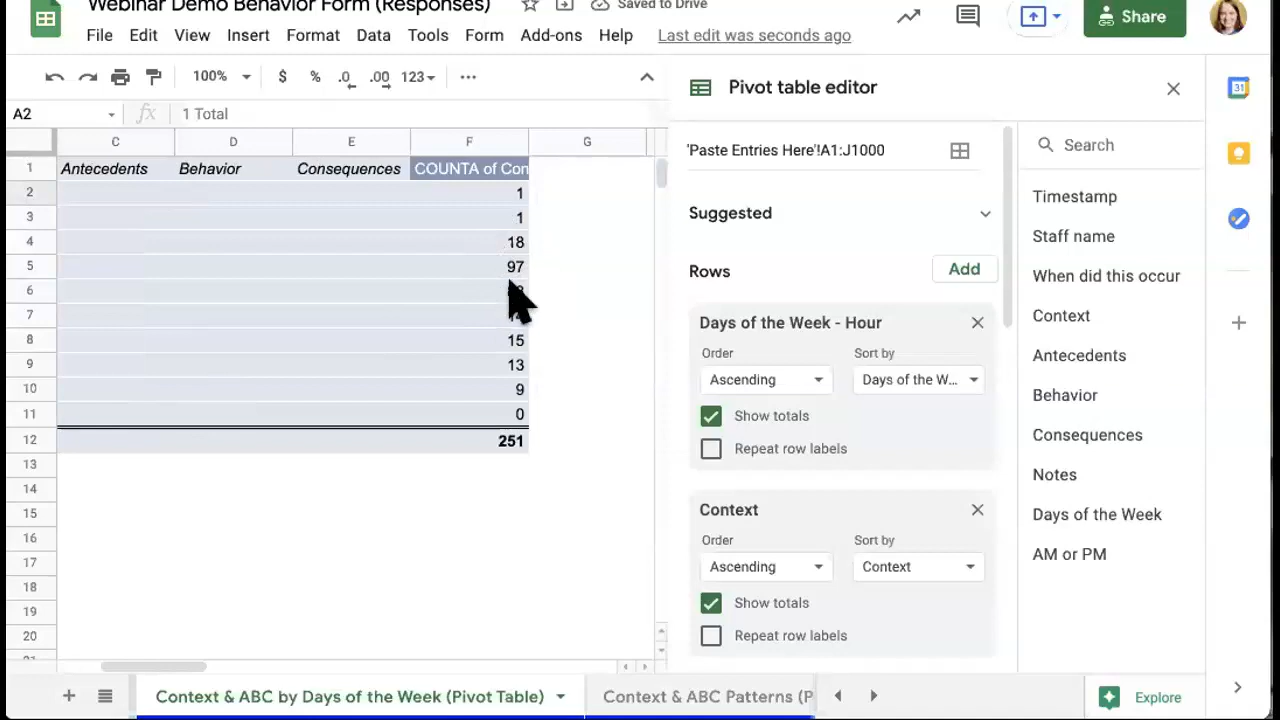 Webinar Demo Behavior Form (Responses)
Saved to Drive
File Edit View Insert Format Data Tools Form Add-ons Help Last edit was seconds ago
Share
100% $ % .0 .00 123
A2 fx 1 Total
C D E F G
1 Antecedents Behavior Consequences COUNTA of Con
2 1
3 1
4 18
5 97
6
7
8 15
9 13
10 9
11 0
12 251
13
14
15
16
17
18
19
20
Pivot table editor
'Paste Entries Here'!A1:J1000
Suggested
Rows
Add
Days of the Week - Hour
Order Sort by
Ascending Days of the W...
Show totals
Repeat row labels
Context
Order Sort by
Ascending Context
Show totals
Repeat row labels
Search
Timestamp
Staff name
When did this occur
Context
Antecedents
Behavior
Consequences
Notes
Days of the Week
AM or PM
31
Context & ABC by Days of the Week (Pivot Table) Context & ABC Patterns (P
Explore